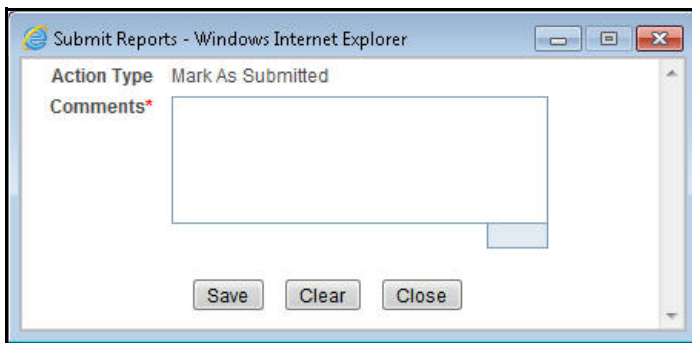 Submit Reports - Windows Internet Explorer
Action Type Mark As Submitted
Comments*
Save Clear Close